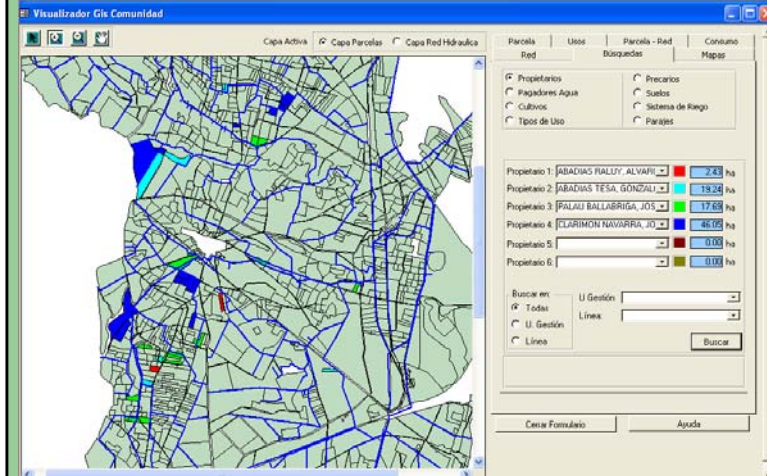 Visualizador Gis Comunidad
Capa Activa Capa Parcelas Capa Red Hidraulica
Parcela Usos Parcela - Red Consumo
Red Búsquedas Mapas
Propietarios Precarios
Pagadores Agua Suelos
Cultivos Sistema de Riego
Tipos de Uso Parajes
Propietario 1: ABADIAS RALUY, ALVARI 2.43 ha
Propietario 2: ABADIAS TESA, GONZALI 19.24 ha
Propietario 3: PALAU BALLABRIGA, JOS 17.69 ha
Propietario 4: CLARIMON NAVARRA, JO 46.05 ha
Propietario 5: 0.00 ha
Propietario 6: 0.00 ha
Buscar en: U Gestión
Todas Línea:
U. Gestión
Línea Buscar
Cerrar Formulario Ayuda